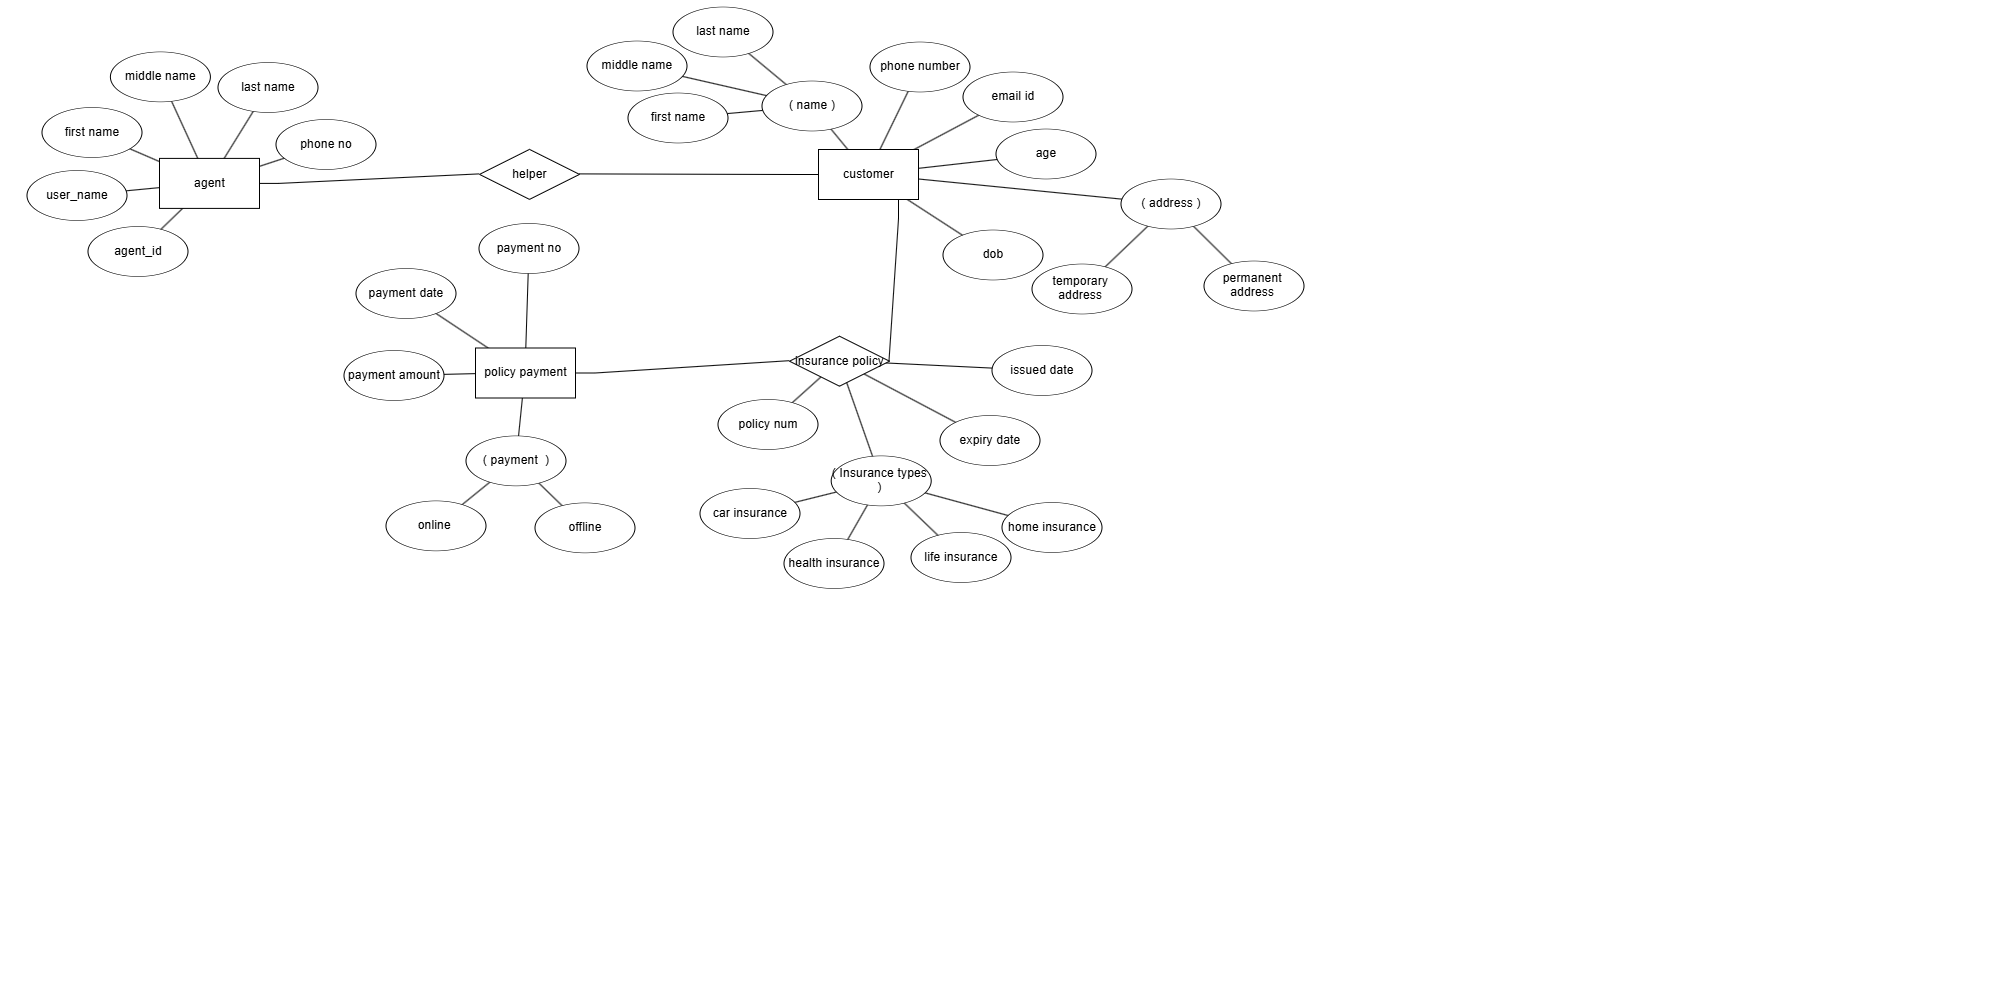 last name
middle name
phone number
middle name
last name
email id
( name )
first name
first name
phone no
age
helper
customer
agent
user_name
( address )
agent_id
payment no
dob
temporary
address
permanent
address
payment date
Insurance policy
issued date
policy payment
payment amount
policy num
expiry date
( payment  )
( Insurance types
)
car insurance
online
offline
home insurance
health insurance
life insurance